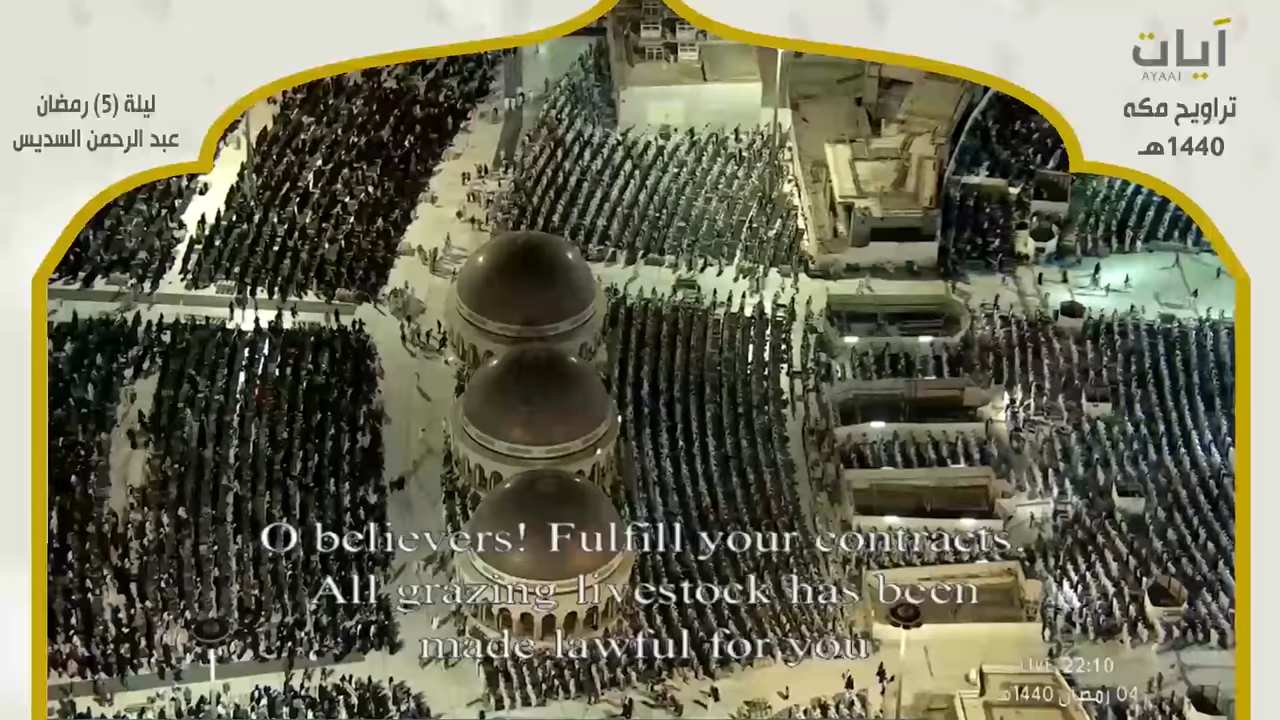 آيات
AYAAT
تراويح مكه
1440هـ
ليلة (5) رمضان
عبد الرحمن السديس
O believers! Fulfill your contracts.
All grazing livestock has been
made lawful for you
LIVE 22:10
04 رمضان 1440هـ